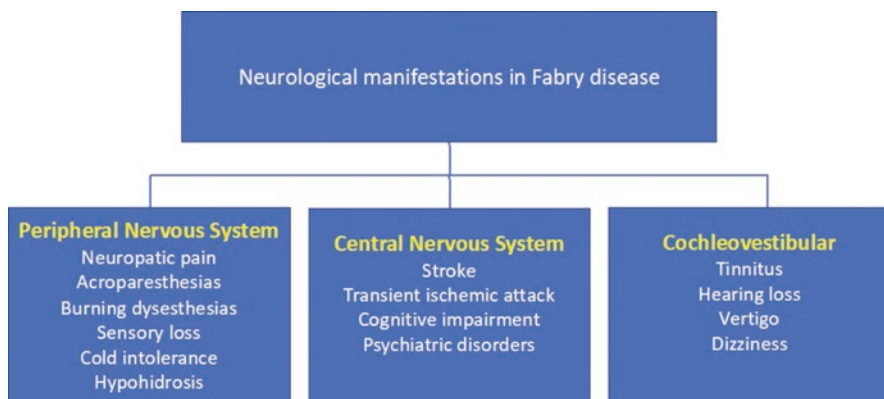 Neurological manifestations in Fabry disease
Peripheral Nervous System
Neuropatic pain
Acroparesthesias
Burning dysesthesias
Sensory loss
Cold intolerance
Hypohidrosis
Central Nervous System
Stroke
Transient ischemic attack
Cognitive impairment
Psychiatric disorders
Cochleovestibular
Tinnitus
Hearing loss
Vertigo
Dizziness